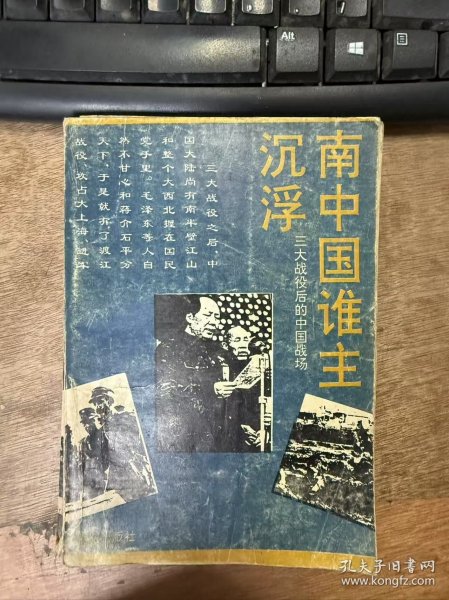 南中国谁主
沉浮
三大战役后的中国战场
三大战役之后，中
国大陆尚有南半壁江山
和整个大西北握在国民
党手里。毛泽东等人自
然不甘心和蒋介石平分
天下，于是就有了渡江
战役、攻占大上海、进军
版社
Alt
孔夫子旧书网
www.kongfz.com